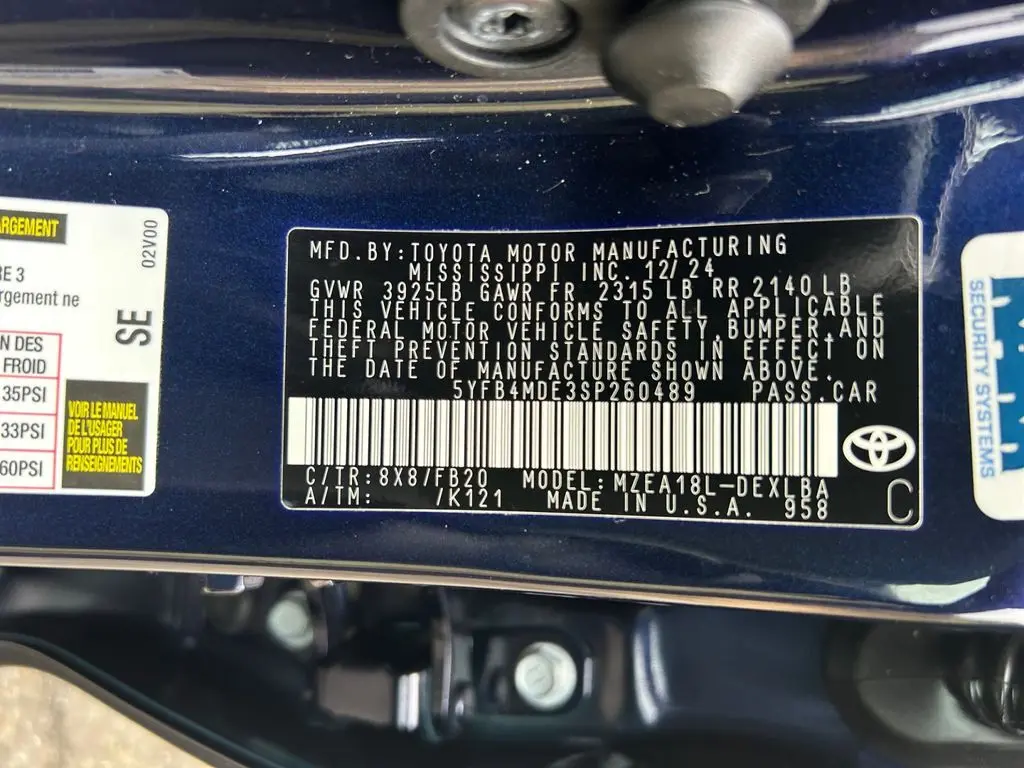 ARGEMENT
02V00
RE 3
rgement ne
SE
N DES
FROID
35PSI
33PSI
60PSI
VOIR LE MANUEL
DE L'USAGER
POUR PLUS DE
RENSEIGNEMENTS
MFD.BY:TOYOTA MOTOR MANUFACTURING
MISSISSIPPI INC. 12/24
GVWR 3925LB GAWR FR 2315 LB RR 2140 LB
THIS VEHICLE CONFORMS TO ALL APPLICABLE
FEDERAL MOTOR VEHICLE SAFETY,BUMPER,AND
THEFT PREVENTION STANDARDS IN EFFECT ON
THE DATE OF MANUFACTURE SHOWN ABOVE.
5YFB4MDE3SP260489 PASS.CAR
C/TR:8X8/FB20 MODEL:MZEA18L-DEXLBA
A/TM: /K121 MADE IN U.S.A. 958
C
SECURITY SYSTEMS